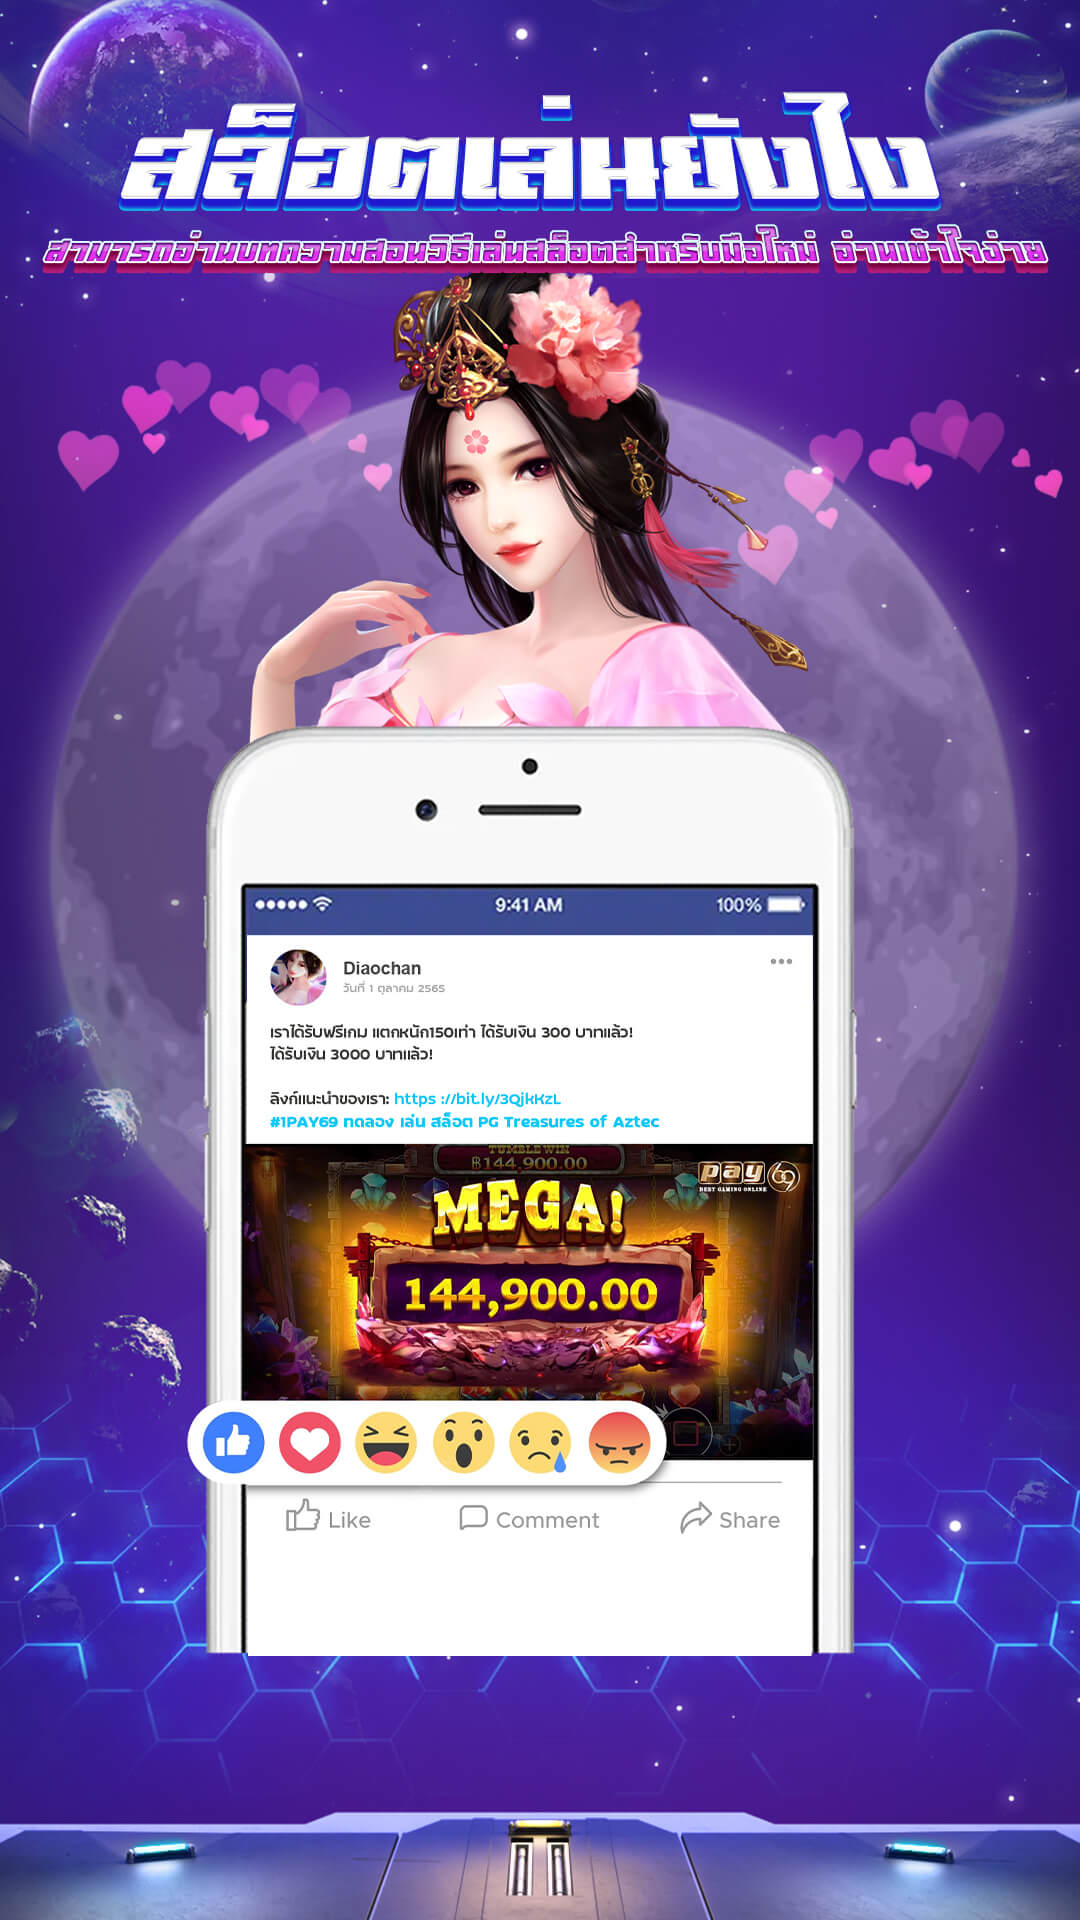 สล็อตเล่นยังไง
สามารถอ่านบทความสอนวิธีเล่นสล็อตสำหรับมือใหม่ อ่านเข้าใจง่าย
9:41 AM
100%
Diaochan
วันที่ 1 ตุลาคม 2565
เราได้รับฟรีเกม แตกหนัก150เท่า ได้รับเงิน 300 บาทแล้ว!
ได้รับเงิน 3000 บาทแล้ว!
ลิงก์แนะนำของเรา: https ://bit.ly/3QjkKzL
#1PAY69 ทดลอง เล่น สล็อต PG Treasures of Aztec
TUMBLE WIN
฿144,900.00
pay69
BEST GAMING ONLINE
MEGA!
144,900.00
Like
Comment
Share